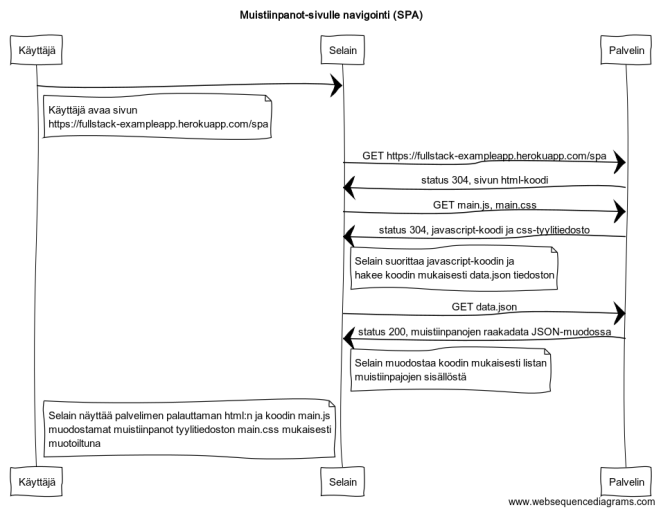 Muistiinpanot-sivulle navigointi (SPA)
Käyttäjä
Selain
Palvelin
Käyttäjä avaa sivun
https://fullstack-exampleapp.herokuapp.com/spa
GET https://fullstack-exampleapp.herokuapp.com/spa
status 304, sivun html-koodi
GET main.js, main.css
status 304, javascript-koodi ja css-tyylitiedosto
Selain suorittaa javascript-koodin ja
hakee koodin mukaisesti data.json tiedoston
GET data.json
status 200, muistiinpanojen raakadata JSON-muodossa
Selain muodostaa koodin mukaisesti listan
muistiinpajojen sisällöstä
Selain näyttää palvelimen palauttaman html:n ja koodin main.js
muodostamat muistiinpanot tyylitiedoston main.css mukaisesti
muotoiltuna
Käyttäjä
Selain
Palvelin
www.websequencediagrams.com